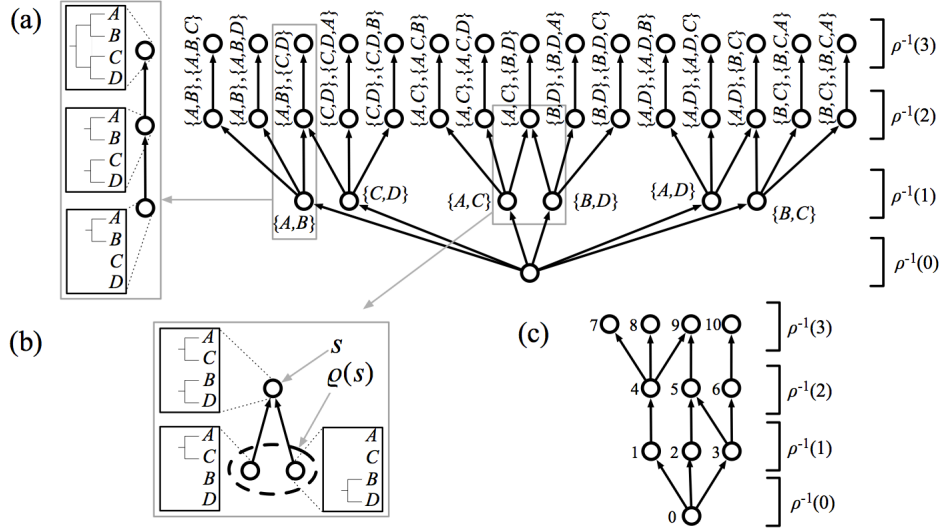 (a)
A
B
C
D
A
B
C
D
A
B
C
D
{A,B},{A,B,C}
{A,B},{A,B,D}
{A,B},{C,D}
{C,D},{C,D,A}
{C,D},{C,D,B}
{A,C},{A,C,B}
{A,C},{A,C,D}
{A,C},{B,D}
{B,D},{B,D,A}
{B,D},{B,D,C}
{A,D},{A,D,B}
{A,D},{A,D,C}
{A,D},{B,C}
{B,C},{B,C,A}
{B,C},{B,C,A}
ρ⁻¹(3)
ρ⁻¹(2)
{A,B}
{C,D}
{A,C}
{B,D}
{A,D}
{B,C}
ρ⁻¹(1)
ρ⁻¹(0)
(b)
A
C
B
D
s
ϱ(s)
A
C
B
D
A
C
B
D
(c)
7 8 9 10 ρ⁻¹(3)
4 5 6 ρ⁻¹(2)
1 2 3 ρ⁻¹(1)
0 ρ⁻¹(0)